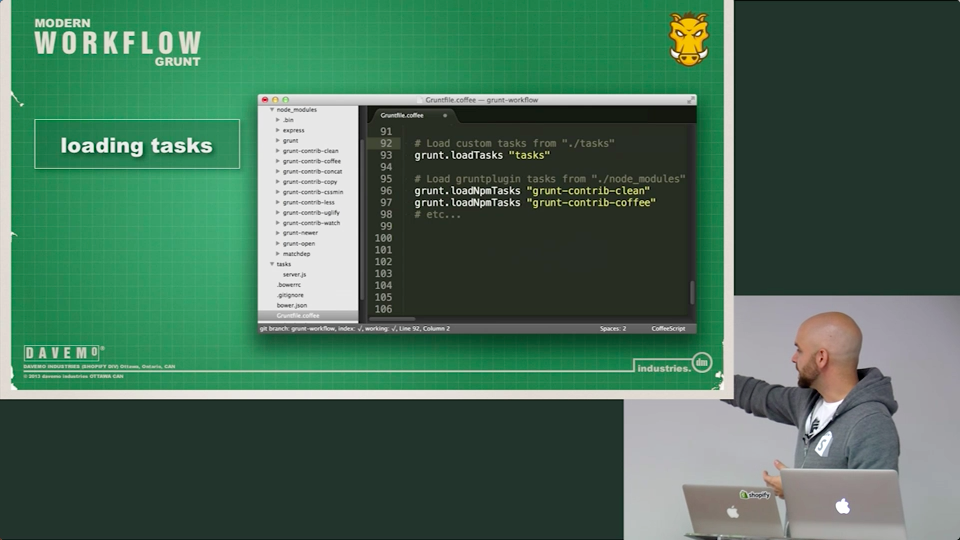 MODERN
WORKFLOW
GRUNT
loading tasks
Gruntfile.coffee — grunt-workflow
node_modules
.bin
express
grunt
grunt-contrib-clean
grunt-contrib-coffee
grunt-contrib-concat
grunt-contrib-copy
grunt-contrib-cssmin
grunt-contrib-less
grunt-contrib-uglify
grunt-contrib-watch
grunt-newer
grunt-open
matchdep
tasks
server.js
.bowerrc
.gitignore
bower.json
Gruntfile.coffee
Gruntfile.coffee
91
92 # Load custom tasks from "./tasks"
93 grunt.loadTasks "tasks"
94
95 # Load gruntplugin tasks from "./node_modules"
96 grunt.loadNpmTasks "grunt-contrib-clean"
97 grunt.loadNpmTasks "grunt-contrib-coffee"
98 # etc...
99
100
101
102
103
104
105
106
git branch: grunt-workflow, index: √, working: √, Line 92, Column 2 Spaces: 2 CoffeeScript
DAVEMO®
DAVEMO INDUSTRIES (SHOPIFY DIV) Ottawa, Ontario, CAN
© 2013 davemo industries OTTAWA CAN
industries. dm
shopify